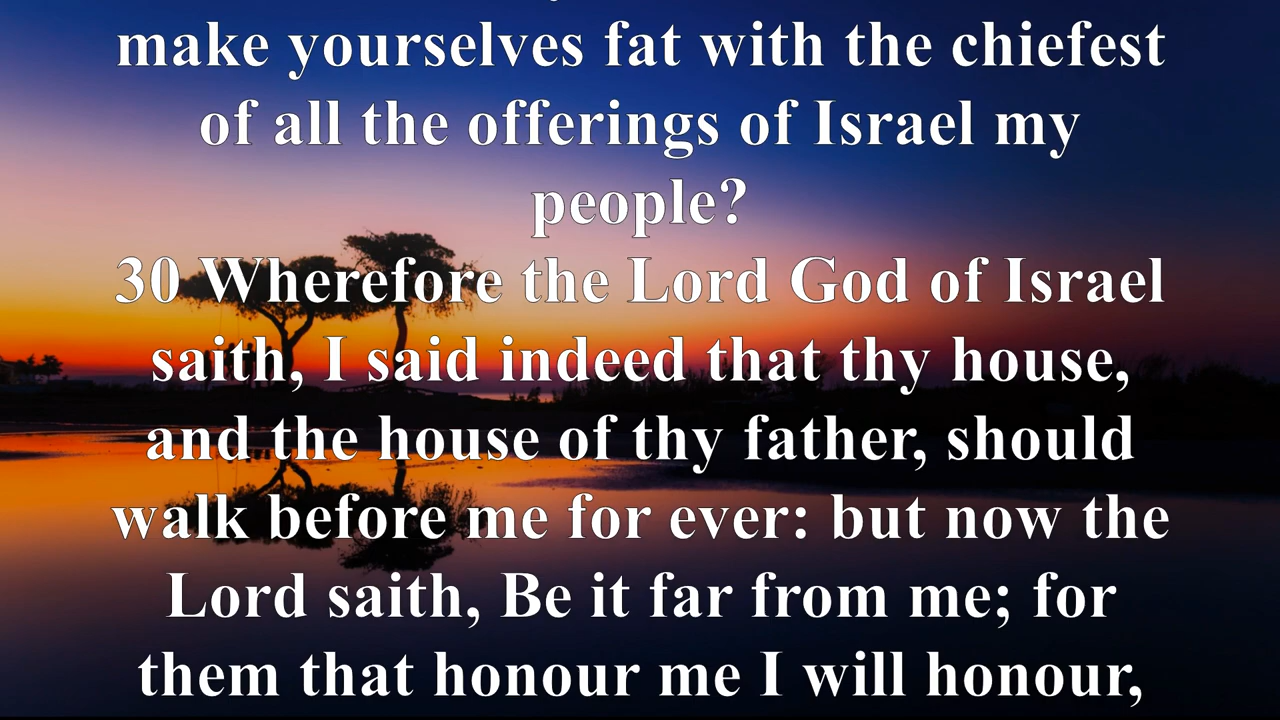 make yourselves fat with the chiefest
of all the offerings of Israel my
people?
30 Wherefore the Lord God of Israel
saith, I said indeed that thy house,
and the house of thy father, should
walk before me for ever: but now the
Lord saith, Be it far from me; for
them that honour me I will honour,